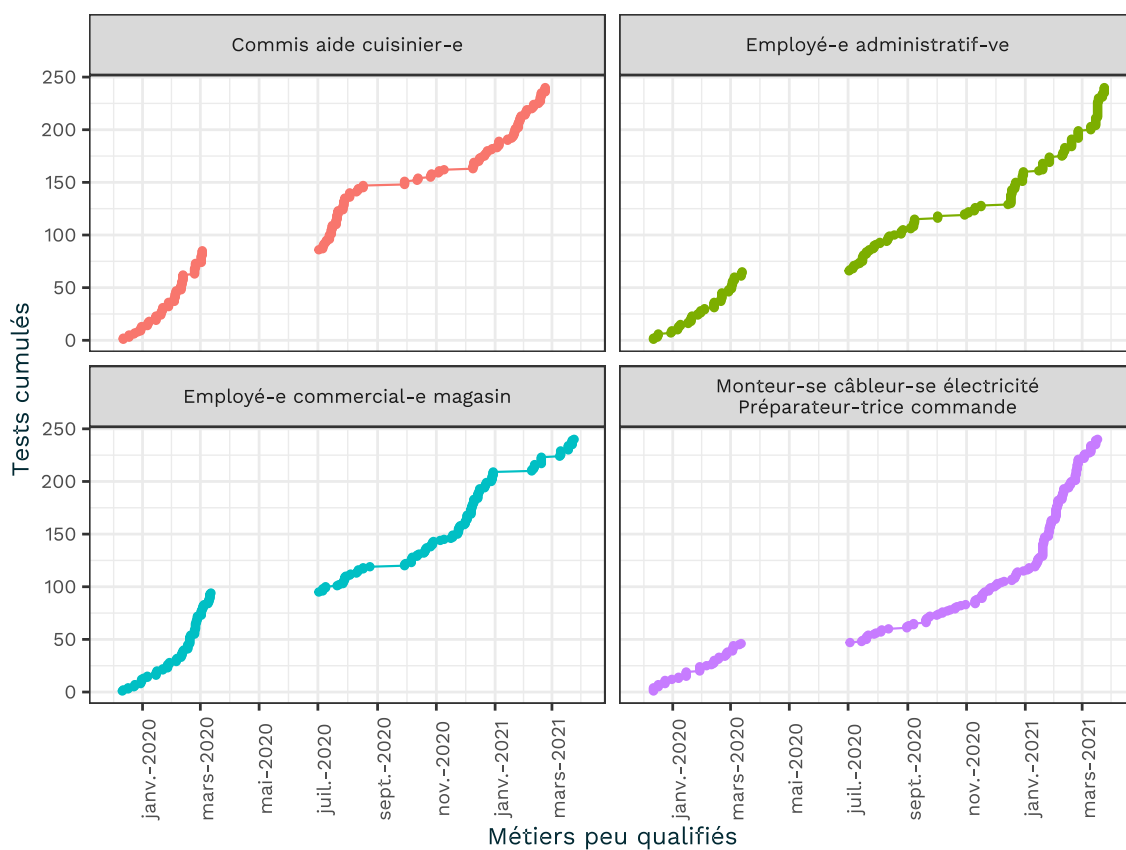 Commis aide cuisinier-e
Employé-e administratif-ve
250
200
150
100
50
0
Employé-e commercial-e magasin
Monteur-se câbleur-se électricité
Préparateur-trice commande
250
200
150
100
50
0
Tests cumulés
janv.-2020
mars-2020
mai-2020
juil.-2020
sept.-2020
nov.-2020
janv.-2021
mars-2021
janv.-2020
mars-2020
mai-2020
juil.-2020
sept.-2020
nov.-2020
janv.-2021
mars-2021
Métiers peu qualifiés